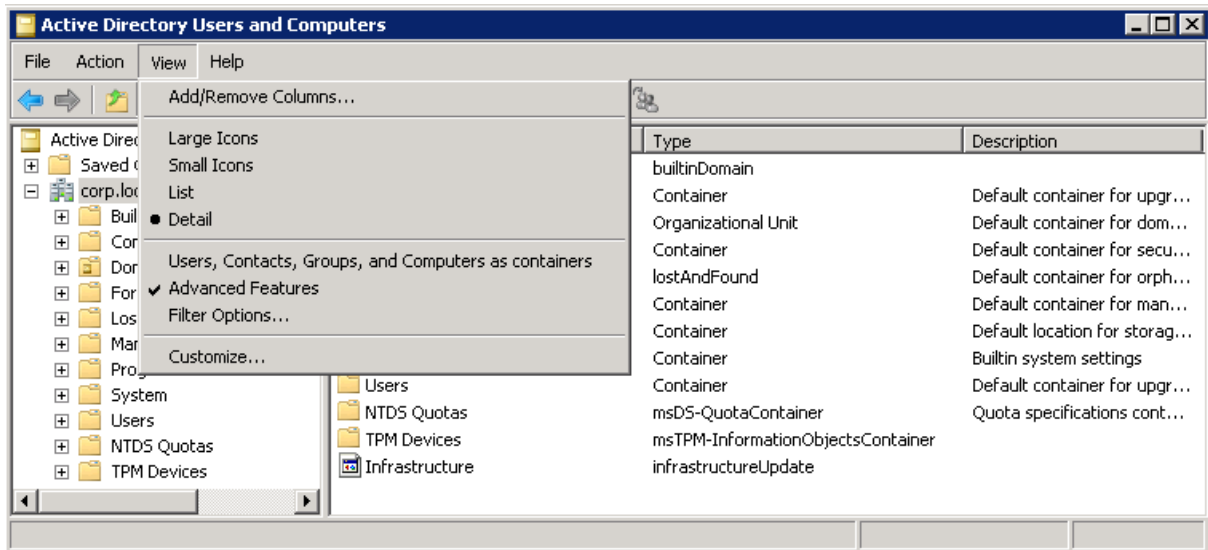 Active Directory Users and Computers
File Action View Help
Add/Remove Columns...
Large Icons
Small Icons
List
Detail
Users, Contacts, Groups, and Computers as containers
Advanced Features
Filter Options...
Customize...
Active Direc
Saved
corp.loc
Buil
Con
Dom
For
Los
Mar
Prog
System
Users
NTDS Quotas
TPM Devices
Type Description
builtinDomain
Container Default container for upgr...
Organizational Unit Default container for dom...
Container Default container for secu...
lostAndFound Default container for orph...
Container Default container for man...
Container Default location for storag...
Container Builtin system settings
Users Container Default container for upgr...
NTDS Quotas msDS-QuotaContainer Quota specifications cont...
TPM Devices msTPM-InformationObjectsContainer
Infrastructure infrastructureUpdate